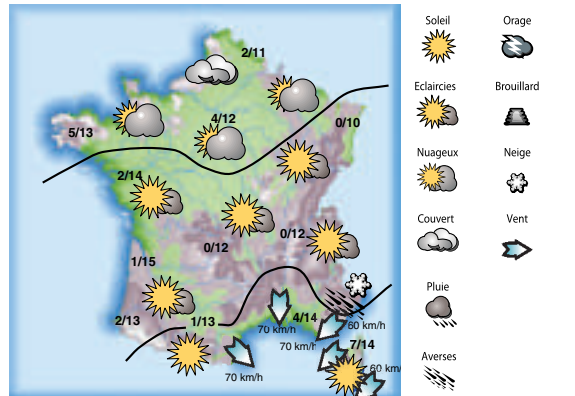 2/11
5/13
4/12
0/10
2/14
0/12
0/12
1/15
2/13
1/13
4/14
70 km/h
60 km/h
70 km/h
7/14
70 km/h
60 km/
Soleil
Orage
Eclaircies
Brouillard
Nuageux
Neige
Couvert
Vent
Pluie
Averses